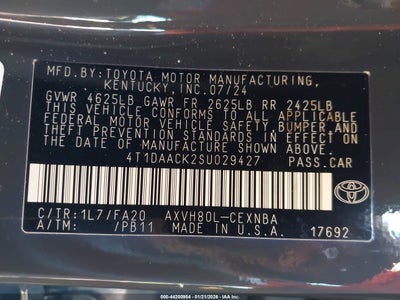 MFD.BY:TOYOTA MOTOR MANUFACTURING,
KENTUCKY,INC.07/24
GVWR 4625LB GAWR FR 2625LB RR 2425LB
THIS VEHICLE CONFORMS TO ALL APPLICABLE
FEDERAL MOTOR VEHICLE SAFETY,BUMPER,AND
THEFT PREVENTION STANDARDS IN EFFECT ON
THE DATE OF MANUFACTURE SHOWN ABOVE.
4T1DAACK2SU029427 PASS.CAR
C/TR:1L7/FA20 AXVH80L-CEXNBA
A/TM: /PB11 MADE IN U.S.A. 17692
TOYOTA
000-44200954 - 01/21/2026 - IAA Inc.